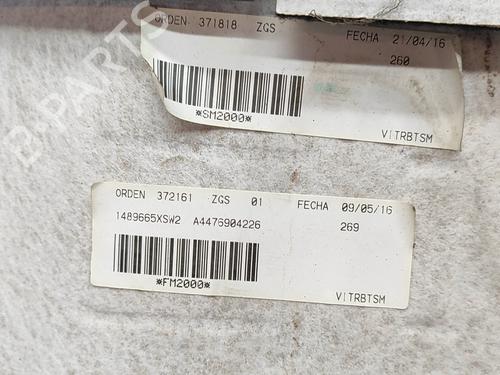 ORDEN 371818 ZGS FECHA 21/04/16
260
*SM2000*
VITRBTSM
ORDEN 372161 ZGS 01 FECHA 09/05/16
1489665XSW2 A4476904226 269
*FM2000*
VITRBTSM